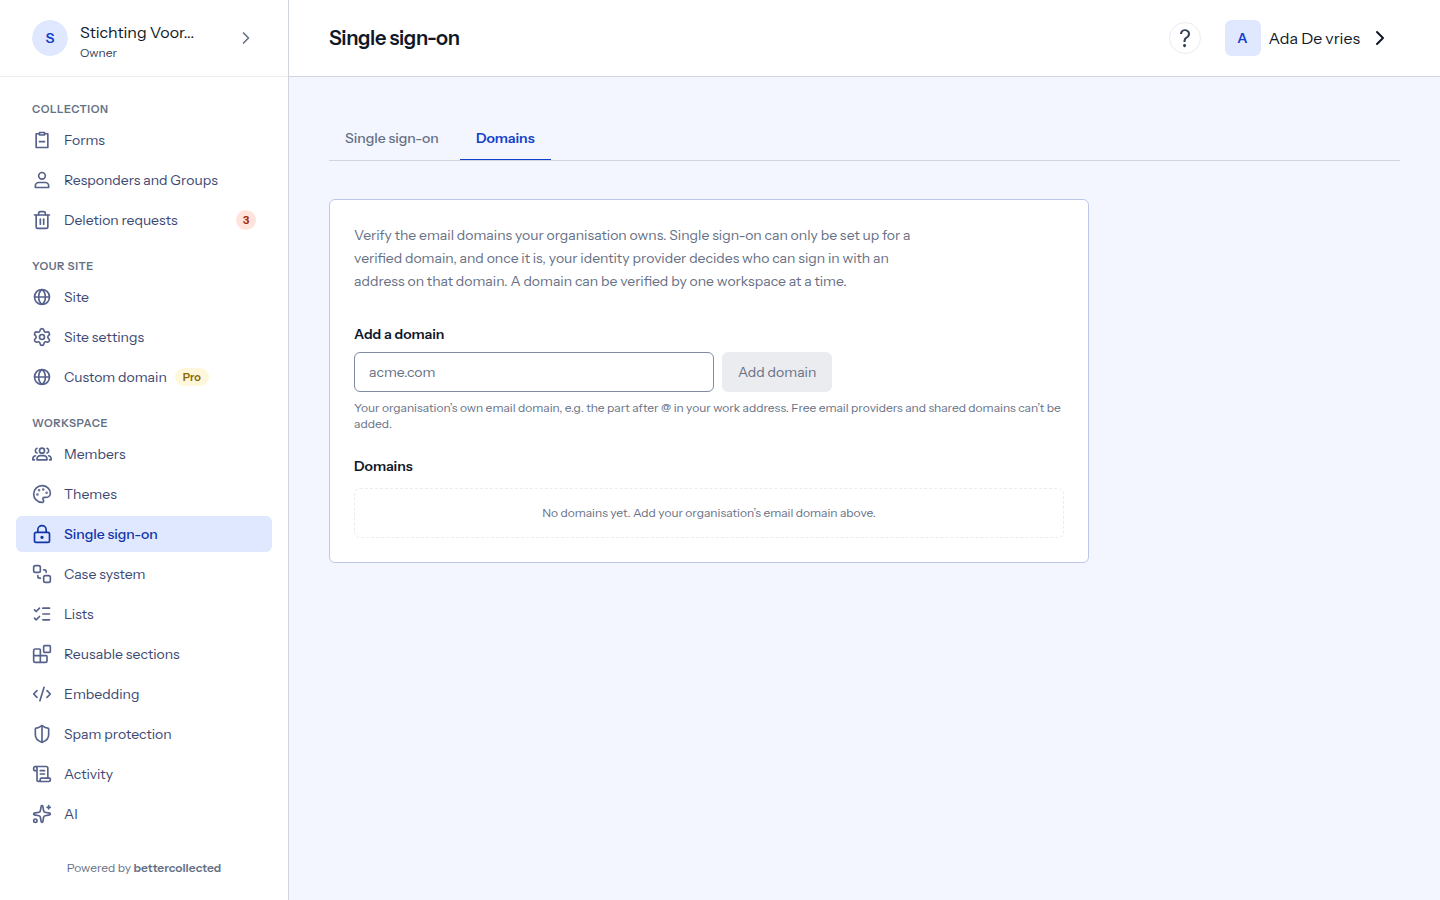 S
Stichting Voor...
Owner
Single sign-on
?
A
Ada De vries
COLLECTION
Forms
Responders and Groups
Deletion requests
3
YOUR SITE
Site
Site settings
Custom domain
Pro
WORKSPACE
Members
Themes
Single sign-on
Case system
Lists
Reusable sections
Embedding
Spam protection
Activity
AI
Powered by bettercollected
Single sign-on
Domains
Verify the email domains your organisation owns. Single sign-on can only be set up for a
verified domain, and once it is, your identity provider decides who can sign in with an
address on that domain. A domain can be verified by one workspace at a time.
Add a domain
acme.com
Add domain
Your organisation's own email domain, e.g. the part after @ in your work address. Free email providers and shared domains can't be
added.
Domains
No domains yet. Add your organisation's email domain above.